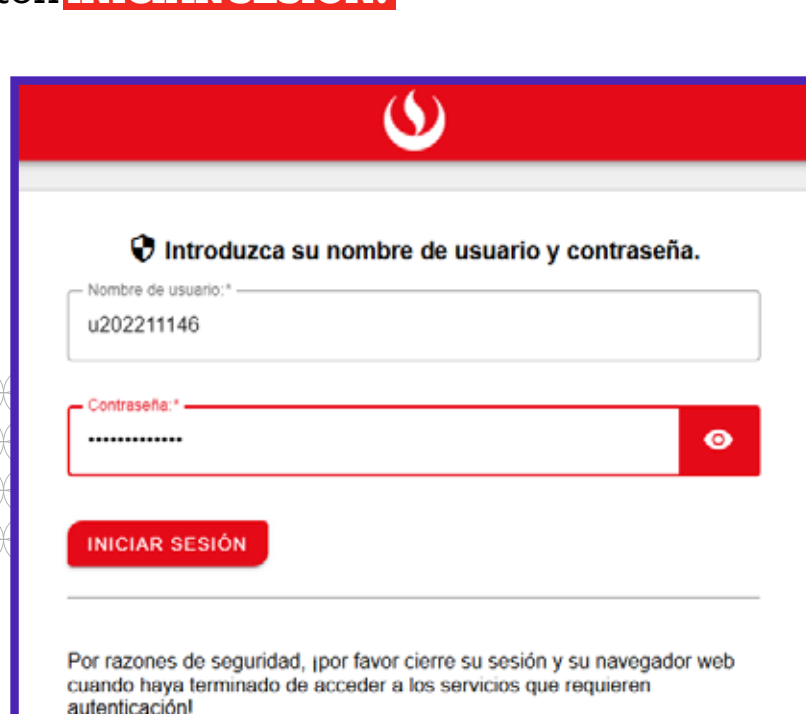 Introduzca su nombre de usuario y contraseña.
Nombre de usuario:*
u202211146
Contraseña:*
•••••••••••••
INICIAR SESIÓN
Por razones de seguridad, ¡por favor cierre su sesión y su navegador web
cuando haya terminado de acceder a los servicios que requieren
autenticación!